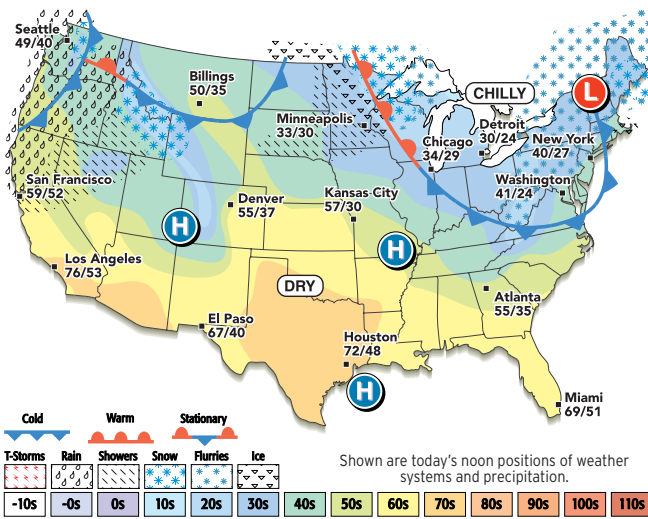 Seattle
49/40
Billings
50/35
CHILLY
L
Minneapolis
33/30
Detroit
30/24
Chicago
34/29
New York
40/27
San Francisco
59/52
Washington
41/24
Denver
55/37
Kansas City
57/30
H
H
Los Angeles
76/53
DRY
Atlanta
55/35
El Paso
67/40
Houston
72/48
H
Miami
69/51
Cold
Warm
Stationary
T-Storms Rain Showers Snow Flurries Ice
Shown are today's noon positions of weather
systems and precipitation.
-10s -0s 0s 10s 20s 30s 40s 50s 60s 70s 80s 90s 100s 110s